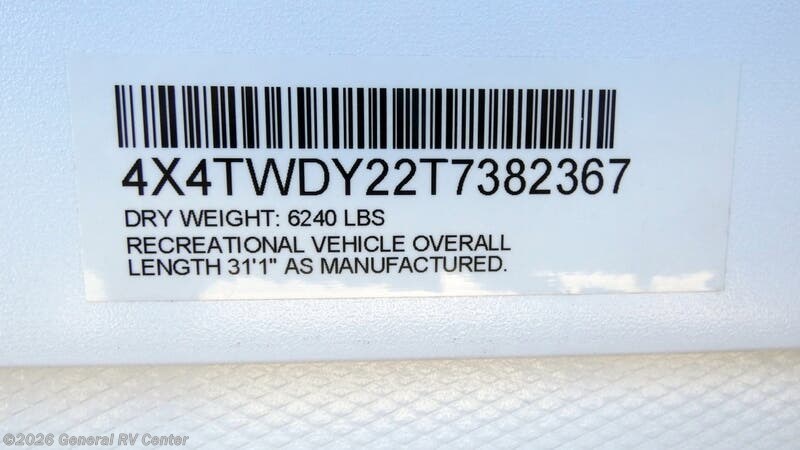 4X4TWDY22T7382367
DRY WEIGHT: 6240 LBS
RECREATIONAL VEHICLE OVERALL
LENGTH 31'1" AS MANUFACTURED.
©2026 General RV Center